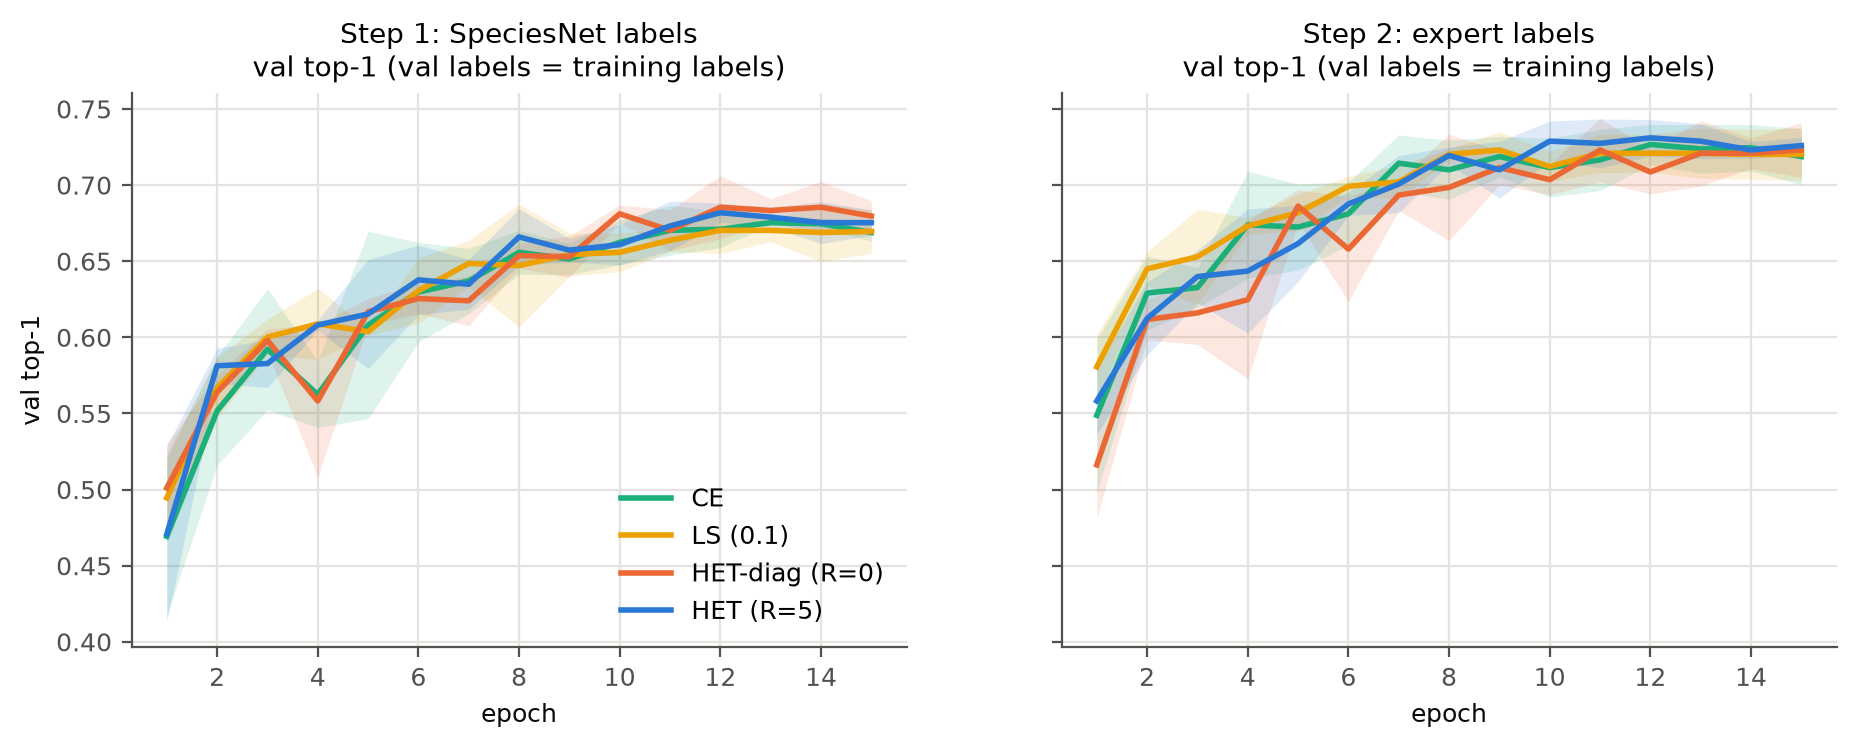 Step 1: SpeciesNet labels
val top-1 (val labels = training labels)
val top-1
0.75
0.70
0.65
0.60
0.55
0.50
0.45
0.40
CE
LS (0.1)
HET-diag (R=0)
HET (R=5)
2 4 6 8 10 12 14
epoch
Step 2: expert labels
val top-1 (val labels = training labels)
2 4 6 8 10 12 14
epoch